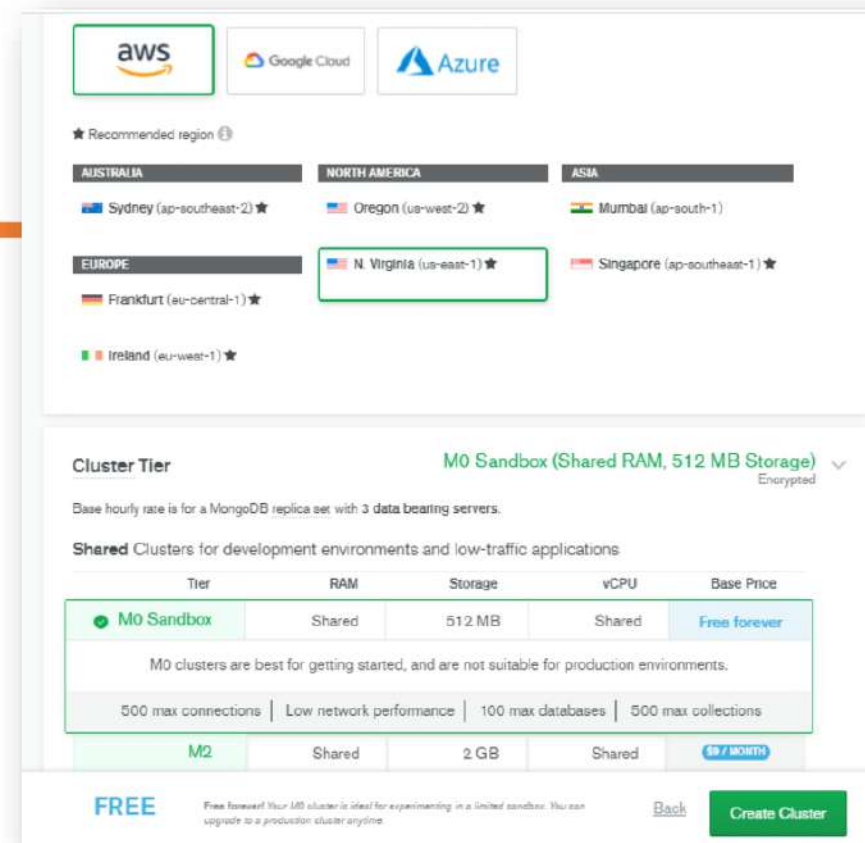 aws
Google Cloud
Azure
★ Recommended region
AUSTRALIA
Sydney (ap-southeast-2) ★
NORTH AMERICA
Oregon (us-west-2) ★
N. Virginia (us-east-1) ★
ASIA
Mumbai (ap-south-1)
Singapore (ap-southeast-1) ★
EUROPE
Frankfurt (eu-central-1) ★
Ireland (eu-west-1) ★
Cluster Tier
M0 Sandbox (Shared RAM, 512 MB Storage)
Encrypted
Base hourly rate is for a MongoDB replica set with 3 data bearing servers.
Shared Clusters for development environments and low-traffic applications
Tier RAM Storage vCPU Base Price
M0 Sandbox Shared 512 MB Shared Free forever
M0 clusters are best for getting started, and are not suitable for production environments.
500 max connections | Low network performance | 100 max databases | 500 max collections
M2 Shared 2 GB Shared $9 / MONTH
FREE
Free forever! Your M0 cluster is ideal for experimenting in a limited sandbox. You can
upgrade to a production cluster anytime.
Back
Create Cluster